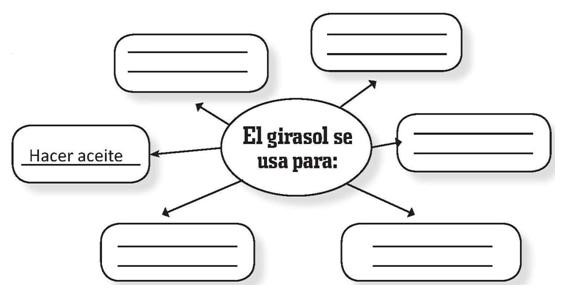 El girasol se
usa para:
Hacer aceite